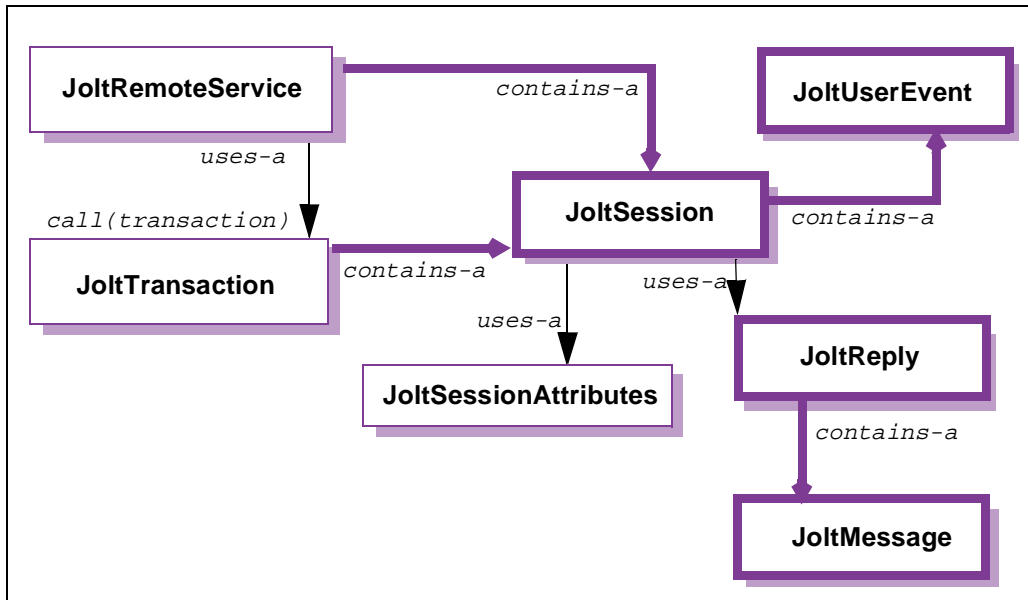 JoltRemoteService
contains-a
JoltUserEvent
uses-a
JoltSession
call(transaction)
contains-a
JoltTransaction
contains-a
uses-a
uses-a
JoltReply
JoltSessionAttributes
contains-a
JoltMessage